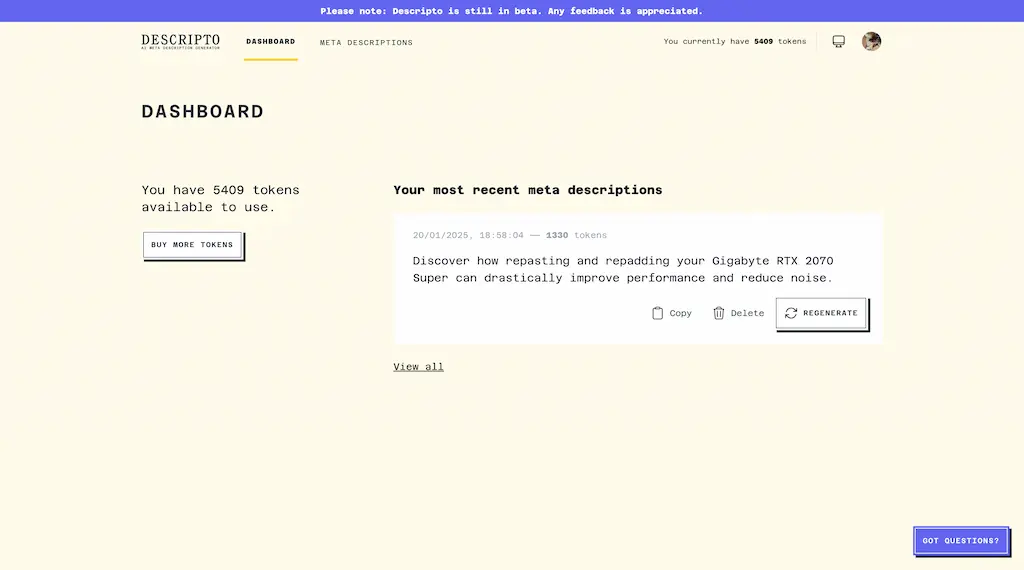 Please note: Descripto is still in beta. Any feedback is appreciated.
DESCRIPTO
AI META DESCRIPTION GENERATOR
DASHBOARD
META DESCRIPTIONS
You currently have 5409 tokens
DASHBOARD
You have 5409 tokens
available to use.
BUY MORE TOKENS
Your most recent meta descriptions
20/01/2025, 18:58:04 — 1330 tokens
Discover how repasting and repadding your Gigabyte RTX 2070
Super can drastically improve performance and reduce noise.
Copy
Delete
REGENERATE
View all
GOT QUESTIONS?